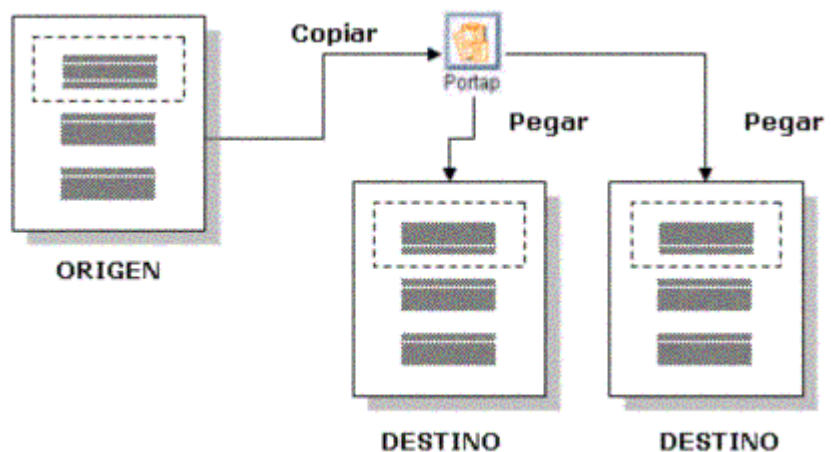 Copiar
Portap
Pegar
Pegar
ORIGEN
DESTINO
DESTINO